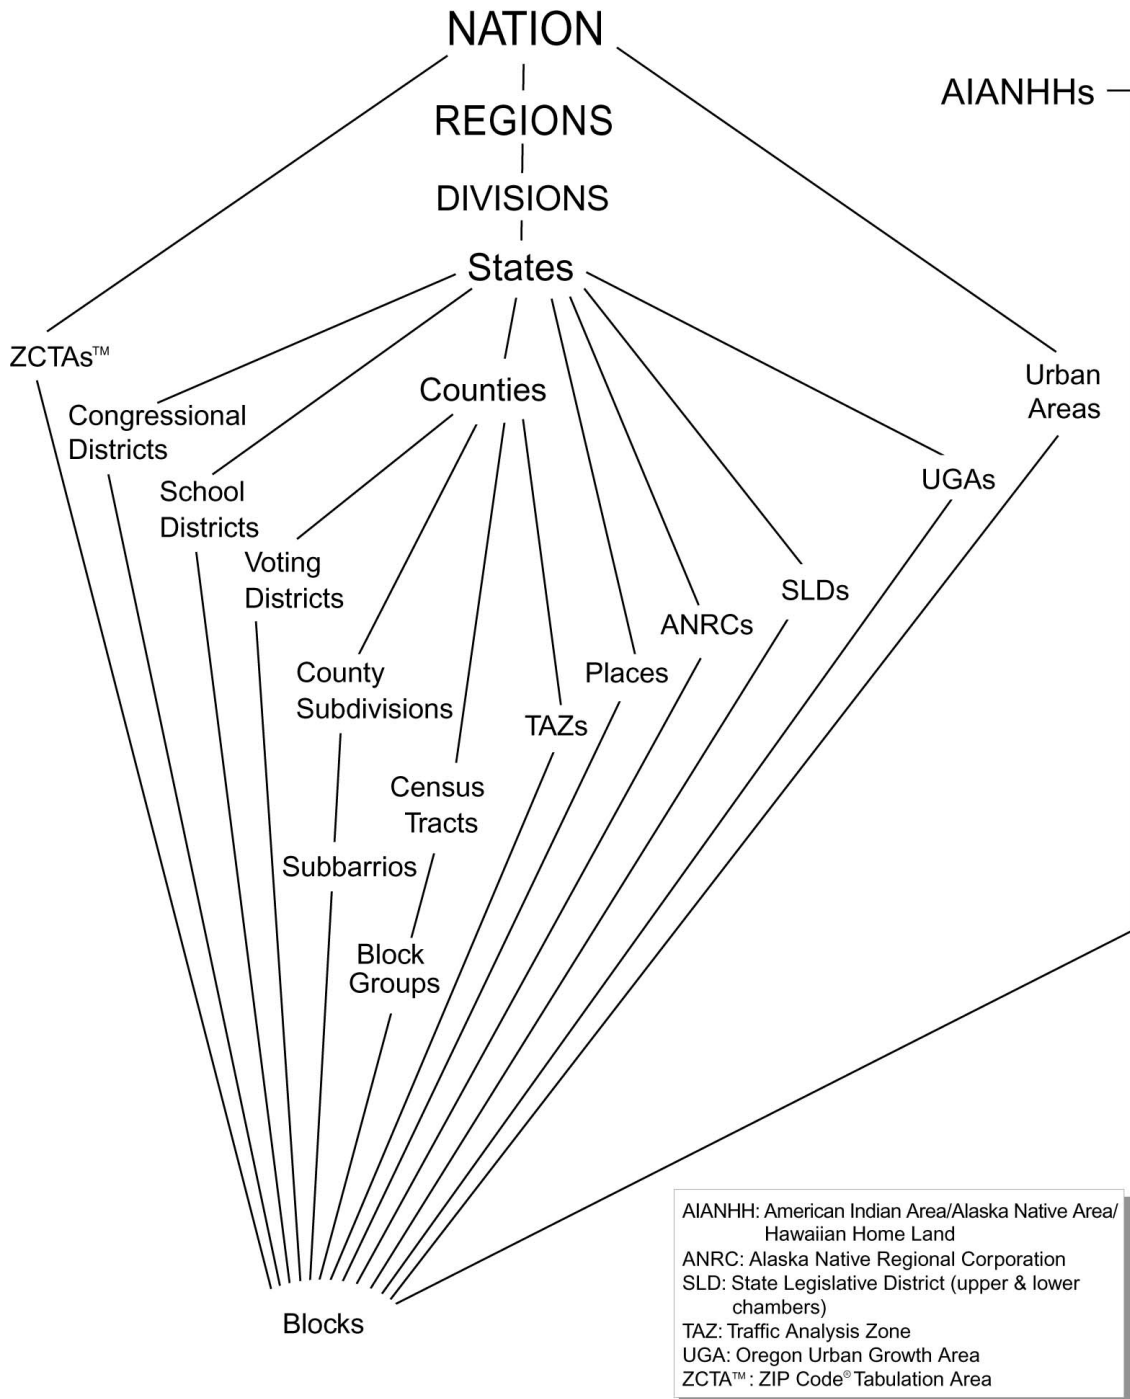 NATION
AIANHHs
REGIONS
DIVISIONS
States
ZCTAs™
Counties
Urban
Areas
Congressional
Districts
UGAs
School
Districts
Voting
Districts
SLDs
ANRCs
County
Subdivisions
Places
TAZs
Census
Tracts
Subbarrios
Block
Groups
Blocks
AIANHH: American Indian Area/Alaska Native Area/
Hawaiian Home Land
ANRC: Alaska Native Regional Corporation
SLD: State Legislative District (upper & lower
chambers)
TAZ: Traffic Analysis Zone
UGA: Oregon Urban Growth Area
ZCTA™: ZIP Code® Tabulation Area